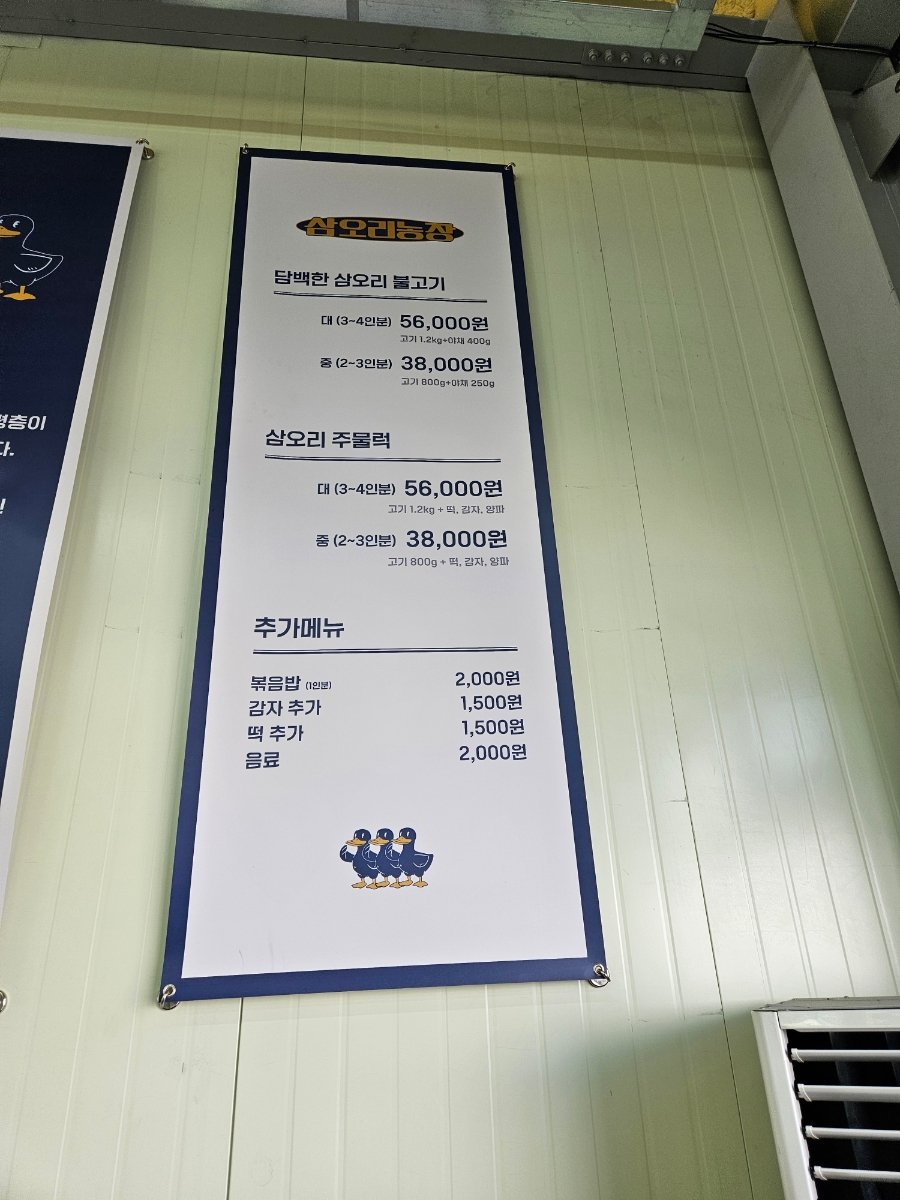 삼오리농장
담백한 삼오리 불고기
대 (3~4인분) 56,000원
고기 1.2kg+야채 400g
중 (2~3인분) 38,000원
고기 800g+야채 250g
삼오리 주물럭
대 (3~4인분) 56,000원
고기 1.2kg + 떡, 감자, 양파
중 (2~3인분) 38,000원
고기 800g + 떡, 감자, 양파
추가메뉴
볶음밥 (1인분) 2,000원
감자 추가 1,500원
떡 추가 1,500원
음료 2,000원